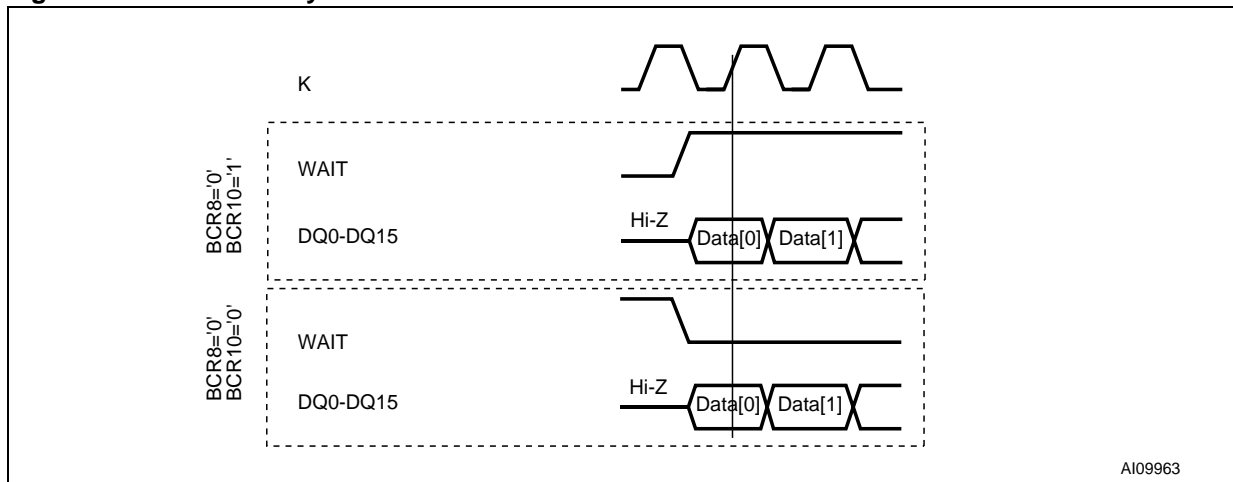 K
BCR8='0'
BCR10='1'
WAIT
Hi-Z
DQ0-DQ15
Data[0]
Data[1]
BCR8='0'
BCR10='0'
WAIT
Hi-Z
DQ0-DQ15
Data[0]
Data[1]
AI09963